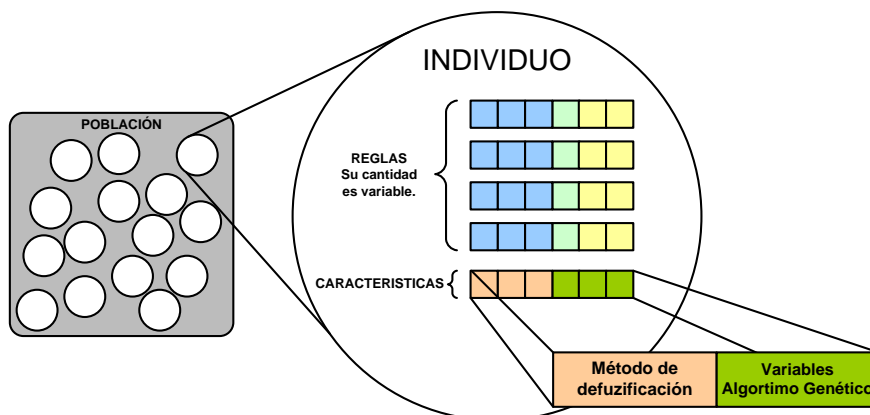 INDIVIDUO
POBLACIÓN
REGLAS
Su cantidad
es variable.
CARACTERISTICAS
Método de
defuzificación
Variables
Algortimo Genético